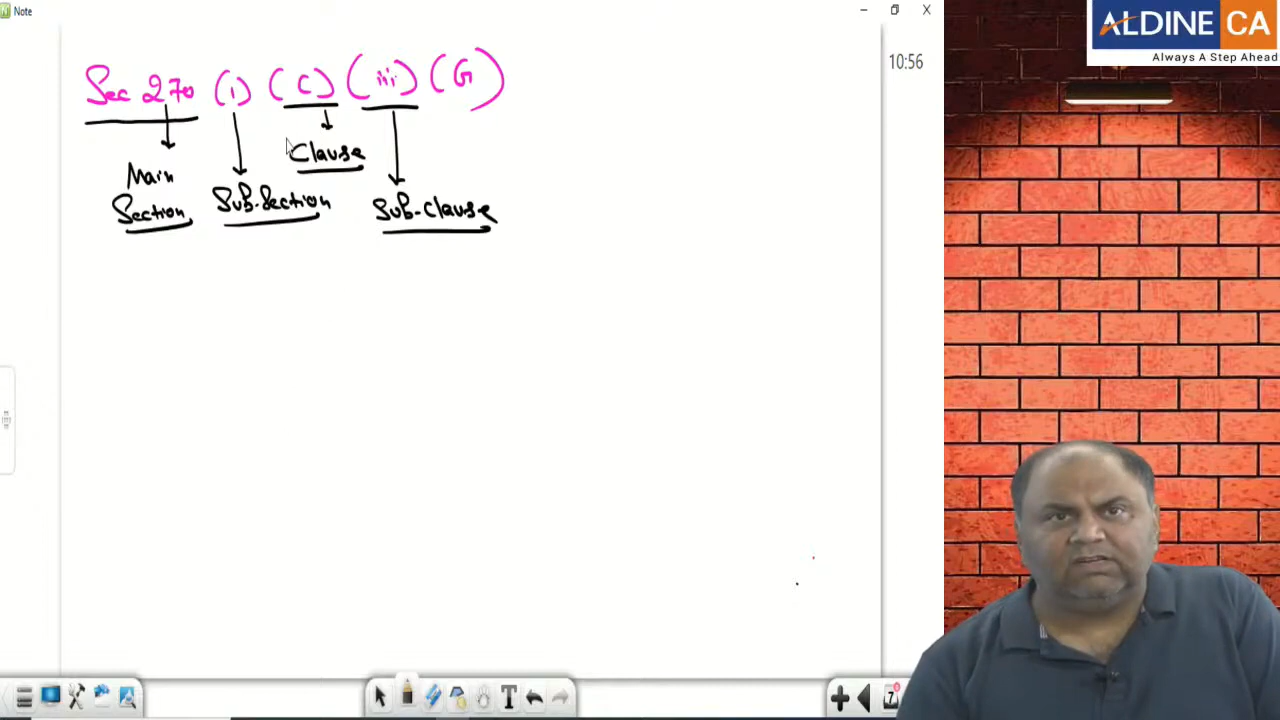 Note
ALDINE CA
Always A Step Ahead
10:56
Sec 270 (1) (C) (iii) (G)
Clause
Main Section
Sub-Section
Sub-Clause
T
7